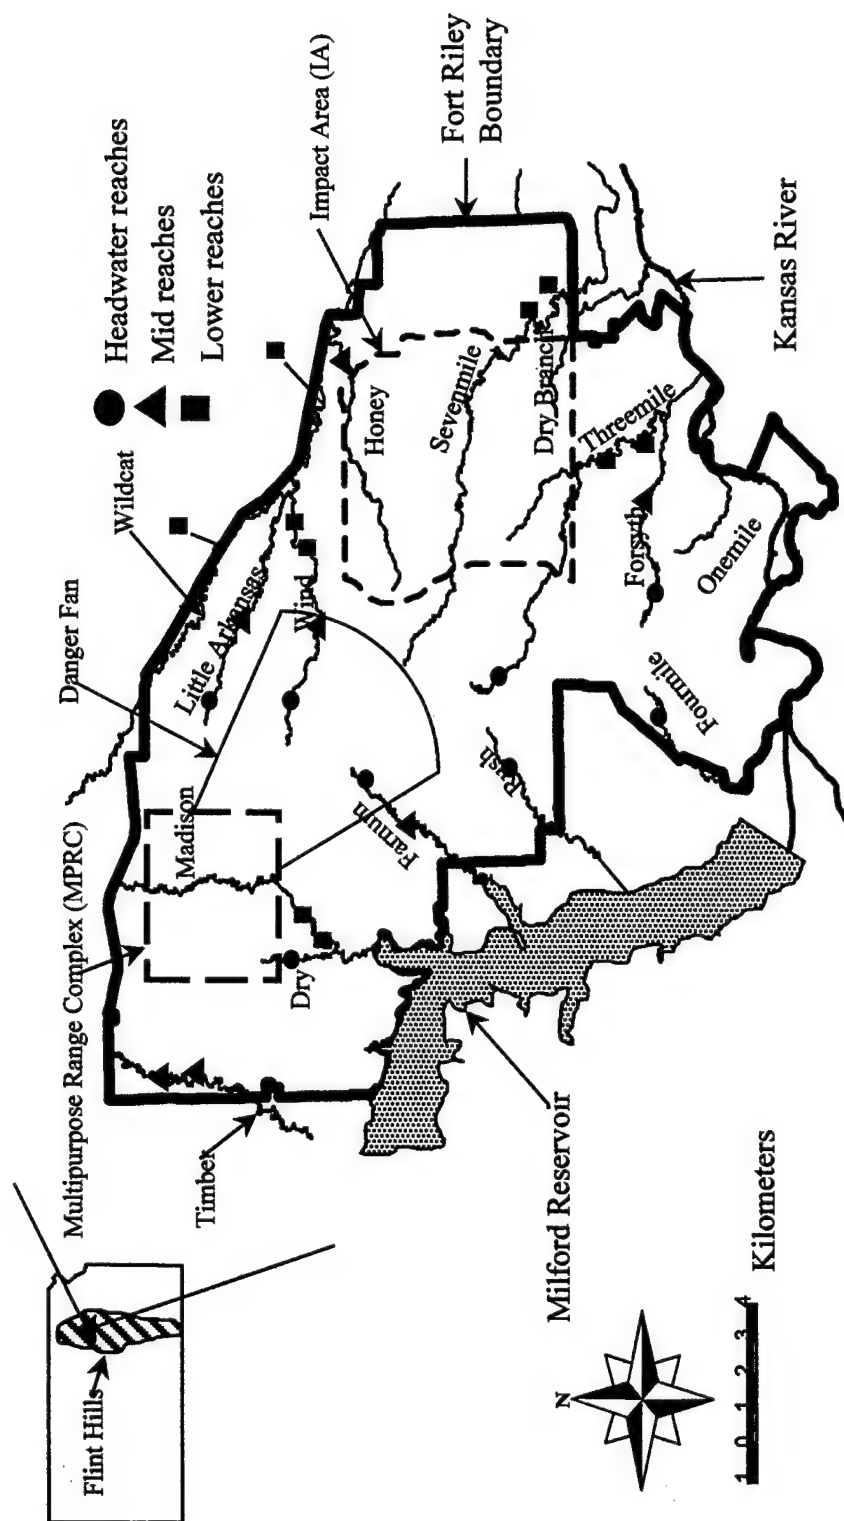 Headwater reaches
Mid reaches
Lower reaches
Impact Area (IA)
Fort Riley
Boundary
Kansas River
Wildcat
Danger Fan
Multipurpose Range Complex (MPRC)
Madison
Little Arkansas
Wind
Honey
Sevenmile
Dry Branch
Threemile
Forsyth
Onemile
Fourmile
Rush
Farnum
Dry
Timber
Milford Reservoir
Flint Hills
N
1 0 1 2 3 4
Kilometers